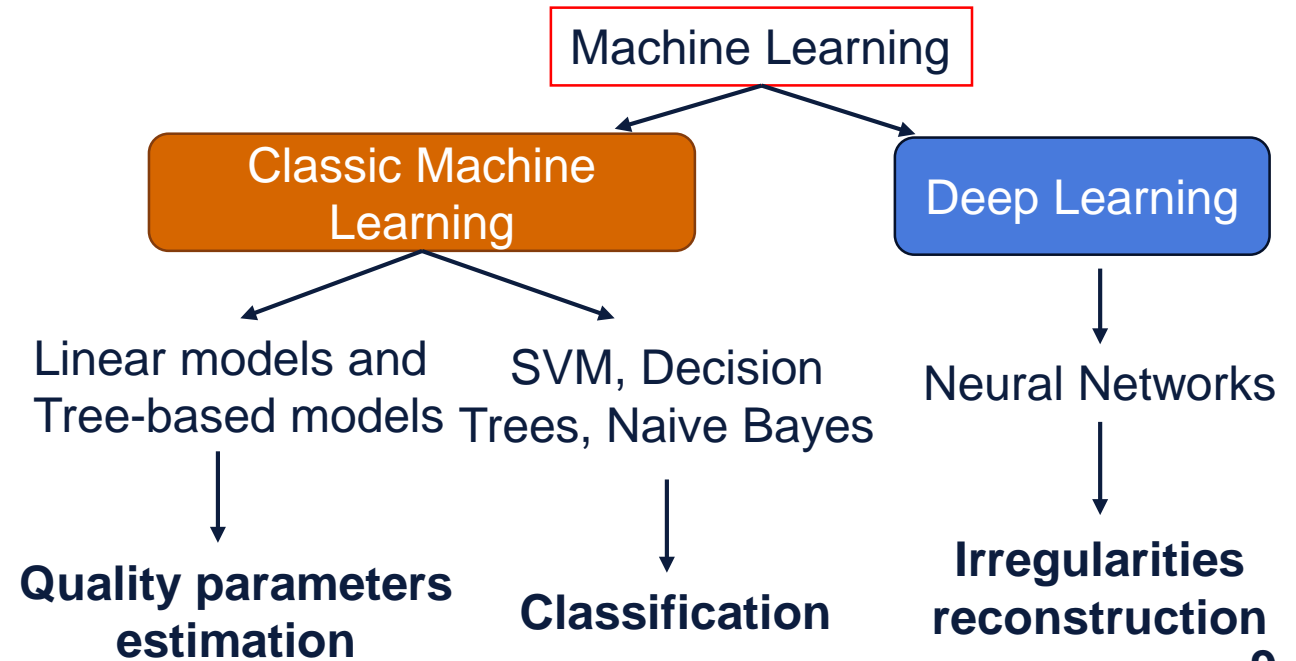 Machine Learning
Classic Machine
Learning
Deep Learning
Linear models and
Tree-based models
SVM, Decision
Trees, Naive Bayes
Neural Networks
Quality parameters
estimation
Classification
Irregularities
reconstruction